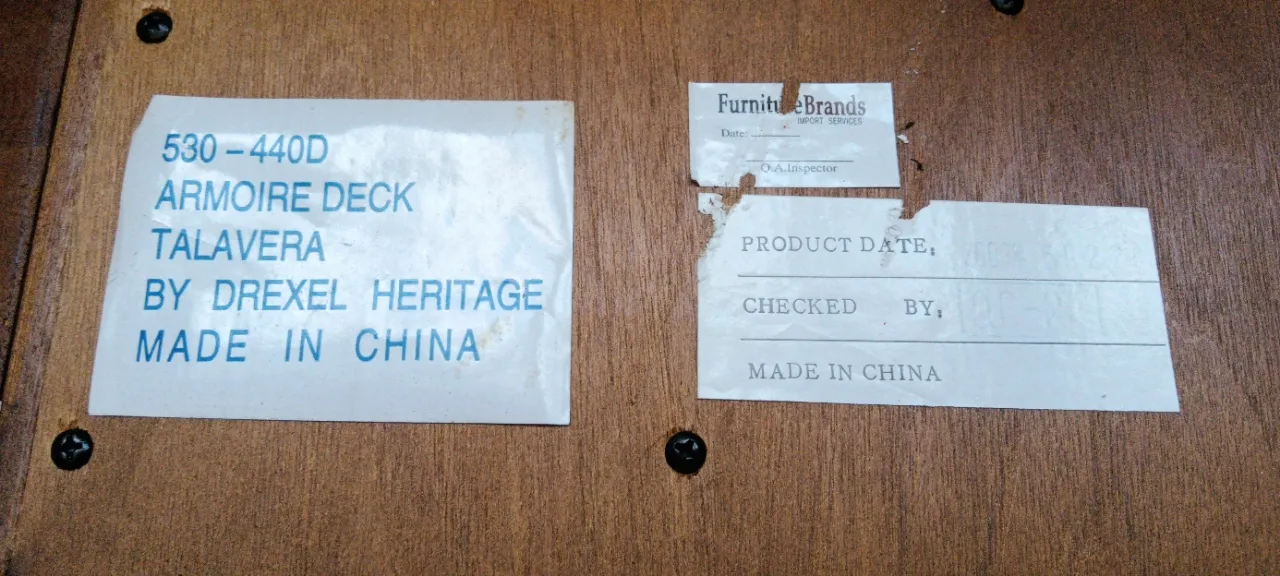 530-440D
ARMOIRE DECK
TALAVERA
BY DREXEL HERITAGE
MADE IN CHINA
FurnitureBrands
IMPORT SERVICES
Date:
Q.A.Inspector
PRODUCT DATE:
CHECKED BY:
MADE IN CHINA